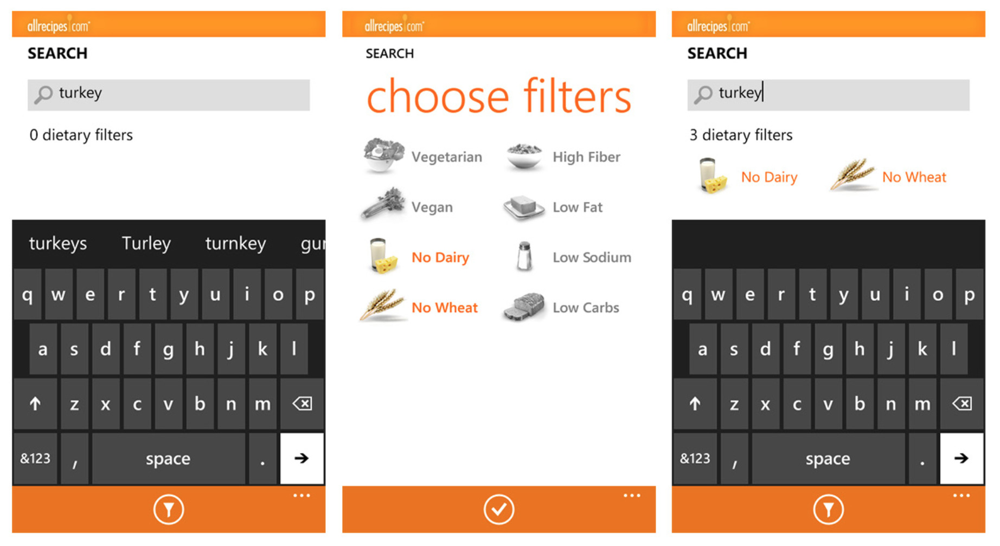 allrecipes com
SEARCH
turkey
0 dietary filters
turkeys Turley turnkey gur
q w e r t y u i o p
a s d f g h j k l
z x c v b n m
&123 , space .
allrecipes com
SEARCH
choose filters
Vegetarian High Fiber
Vegan Low Fat
No Dairy Low Sodium
No Wheat Low Carbs
allrecipes com
SEARCH
turkey
3 dietary filters
No Dairy No Wheat
q w e r t y u i o p
a s d f g h j k l
z x c v b n m
&123 , space .